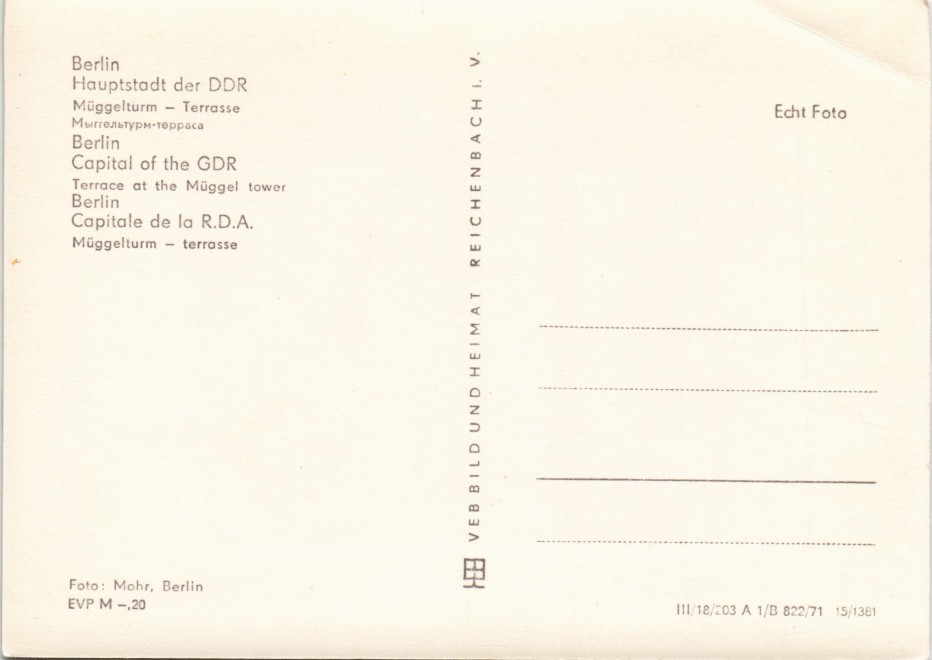 Berlin
Hauptstadt der DDR
Müggelturm – Terrasse
Мыггельтурм-терраса
Berlin
Capital of the GDR
Terrace at the Müggel tower
Berlin
Capitale de la R.D.A.
Müggelturm – terrasse
Foto: Mohr, Berlin
EVP M –,20
VEB BILD UND HEIMAT REICHENBACH I. V.
Echt Foto
III/18/203 A 1/B 822/71 15/1381